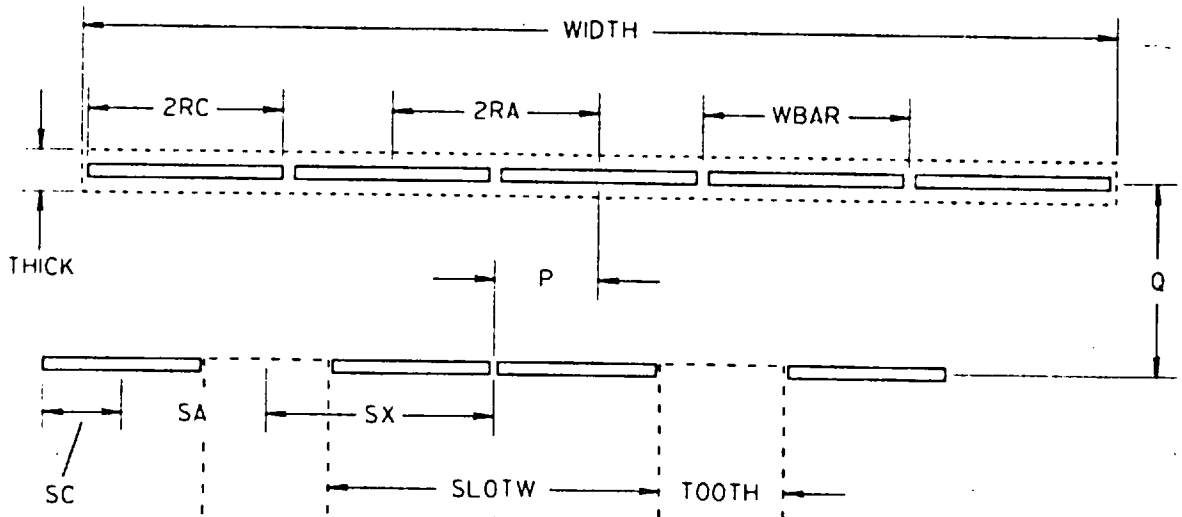 WIDTH
2RC
2RA
WBAR
THICK
P
Q
SA
SX
SC
SLOTW
TOOTH